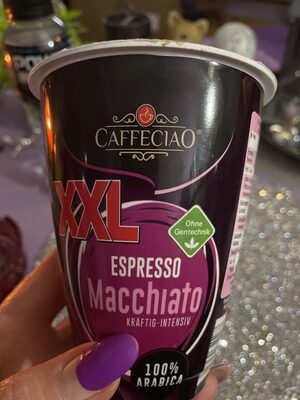 CAFFECIAO®
XXL
Ohne
Gentechnik
ESPRESSO
Macchiato
KRÄFTIG-INTENSIV
100%
ARABICA